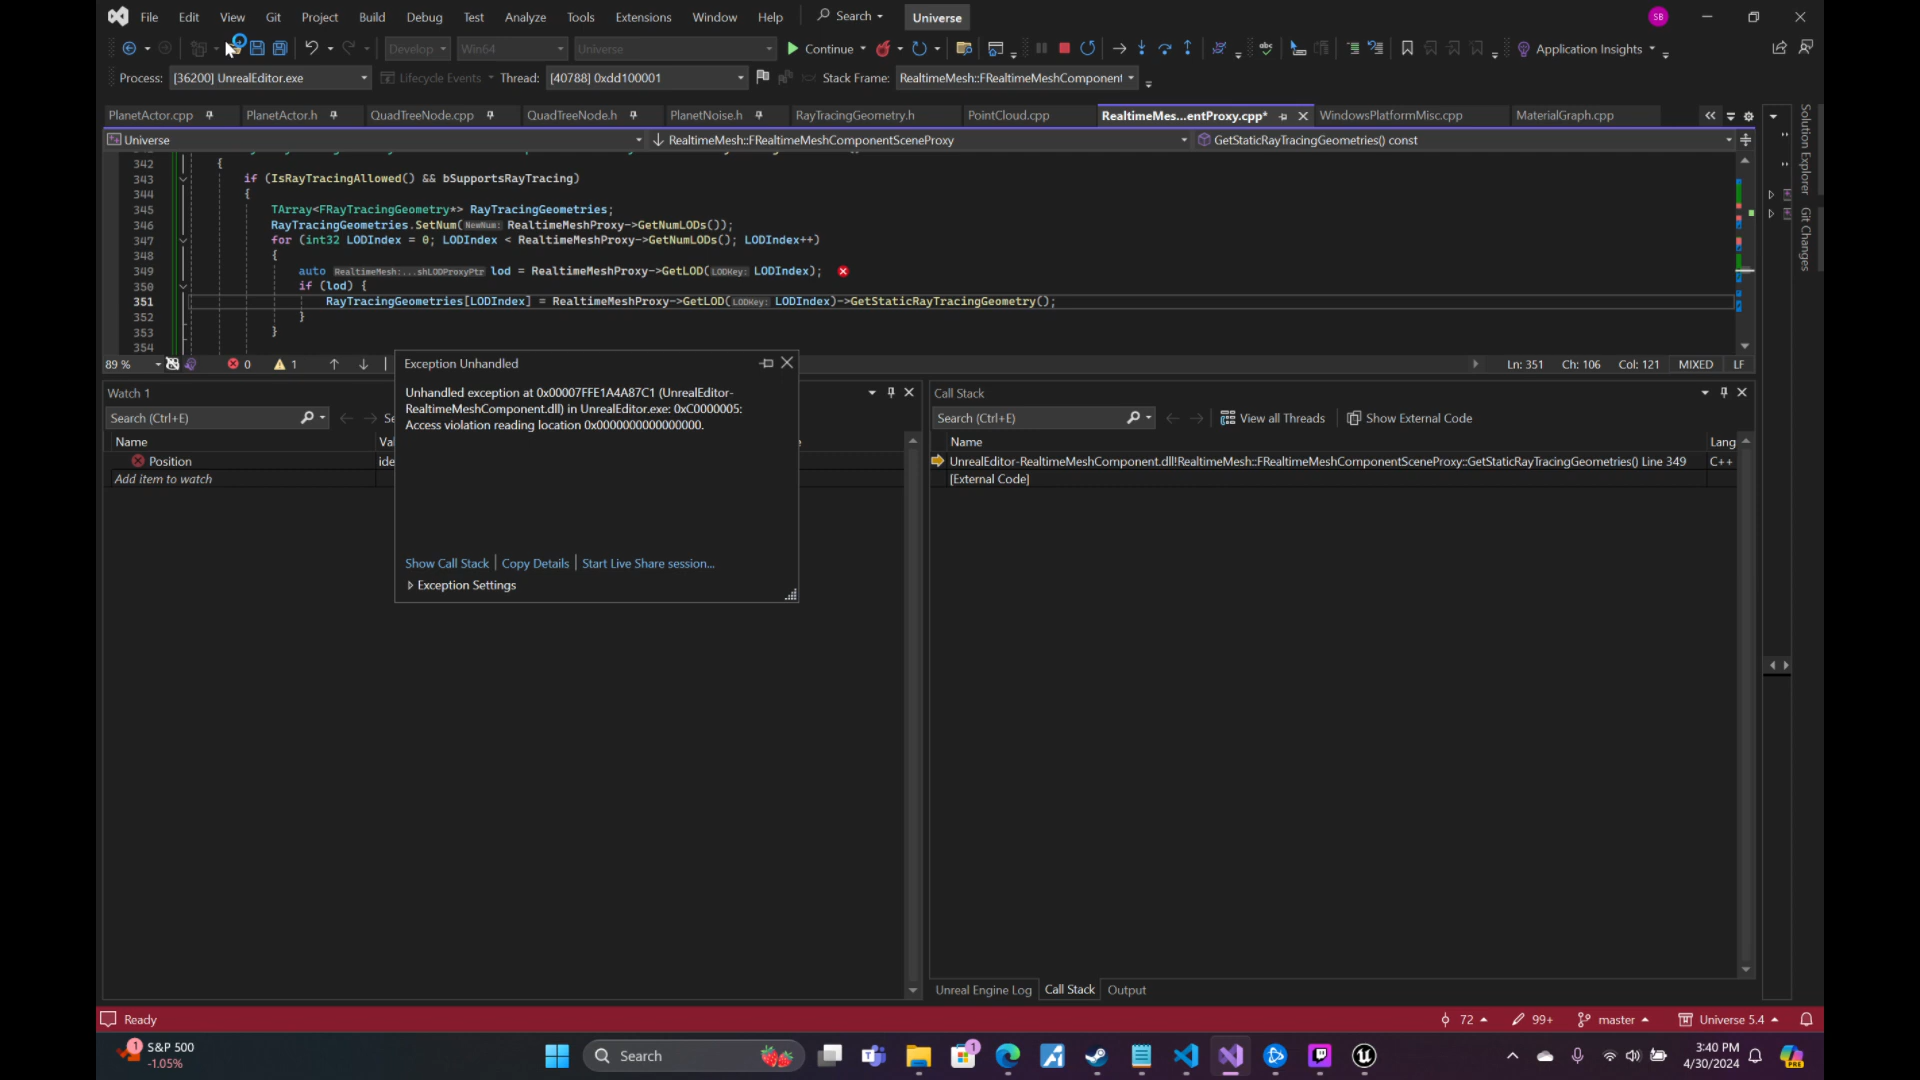 File Edit View Git Project Build Debug Test Analyze Tools Extensions Window Help Search Universe SB
Develop Win64 Universe Continue Application Insights
Process: [36200] UnrealEditor.exe Lifecycle Events Thread: [40788] 0xdd100001 Stack Frame: RealtimeMesh::FRealtimeMeshComponent
PlanetActor.cpp PlanetActor.h QuadTreeNode.cpp QuadTreeNode.h PlanetNoise.h RayTracingGeometry.h PointCloud.cpp RealtimeMes...entProxy.cpp* WindowsPlatformMisc.cpp MaterialGraph.cpp
Universe RealtimeMesh::FRealtimeMeshComponentSceneProxy GetStaticRayTracingGeometries() const
342 {
343 if (IsRayTracingAllowed() && bSupportsRayTracing)
344 {
345 TArray<FRayTracingGeometry*> RayTracingGeometries;
346 RayTracingGeometries.SetNum(NewNum: RealtimeMeshProxy->GetNumLODs());
347 for (int32 LODIndex = 0; LODIndex < RealtimeMeshProxy->GetNumLODs(); LODIndex++)
348 {
349 auto RealtimeMesh:...shLODProxyPtr lod = RealtimeMeshProxy->GetLOD(LODKey: LODIndex);
350 if (lod) {
351 RayTracingGeometries[LODIndex] = RealtimeMeshProxy->GetLOD(LODKey: LODIndex)->GetStaticRayTracingGeometry();
352 }
353 }
354
89 % 0 1 Ln: 351 Ch: 106 Col: 121 MIXED LF
Exception Unhandled
Unhandled exception at 0x00007FFE1A4A87C1 (UnrealEditor-
RealtimeMeshComponent.dll) in UnrealEditor.exe: 0xC0000005:
Access violation reading location 0x0000000000000000.
Show Call Stack | Copy Details | Start Live Share session...
Exception Settings
Watch 1
Search (Ctrl+E)
Name
Position ide
Add item to watch
Call Stack
Search (Ctrl+E) View all Threads Show External Code
Name Lang
UnrealEditor-RealtimeMeshComponent.dll!RealtimeMesh::FRealtimeMeshComponentSceneProxy::GetStaticRayTracingGeometries() Line 349 C++
[External Code]
Unreal Engine Log Call Stack Output
Solution Explorer
Git Changes
Ready 72 99+ master Universe 5.4
1 S&P 500
-1.05%
Search 1
3:40 PM
4/30/2024
PRE